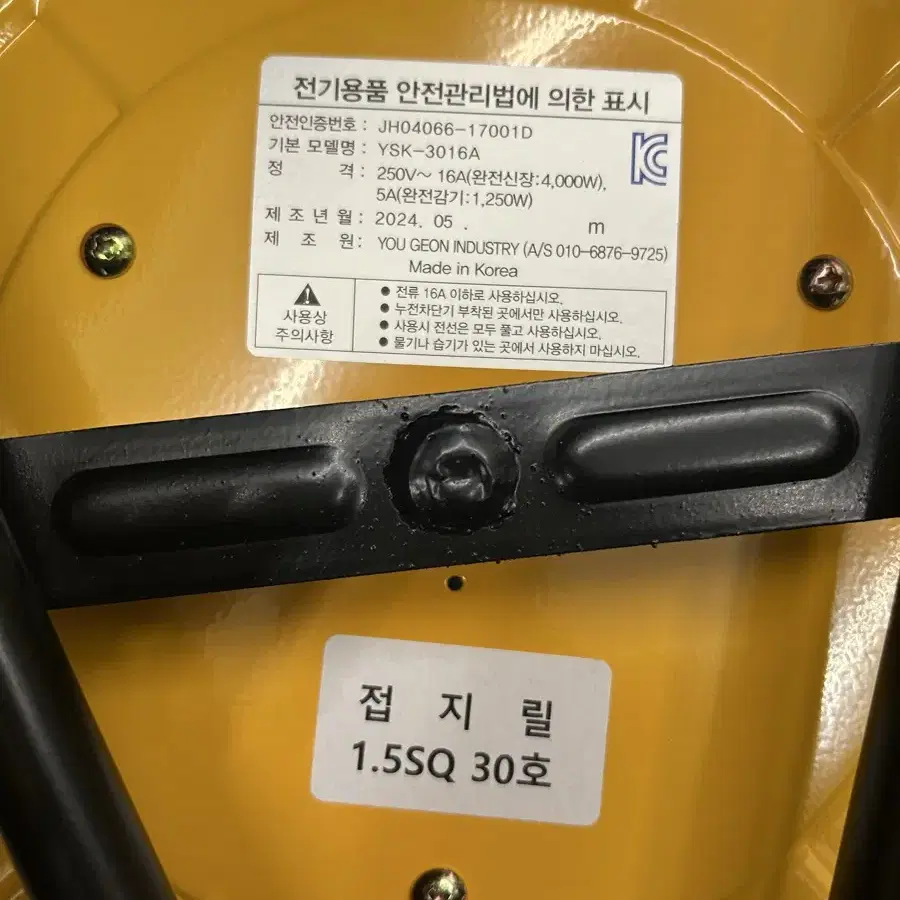 전기용품 안전관리법에 의한 표시
안전인증번호 : JH04066-17001D
기본 모델명 : YSK-3016A
정 격 : 250V~ 16A(완전신장:4,000W),
5A(완전감기:1,250W)
제 조 년 월 : 2024. 05 . m
제 조 원: YOU GEON INDUSTRY (A/S 010-6876-9725)
Made in Korea
사용상
주의사항
● 전류 16A 이하로 사용하십시오.
● 누전차단기 부착된 곳에서만 사용하십시오.
● 사용시 전선은 모두 풀고 사용하십시오.
● 물기나 습기가 있는 곳에서 사용하지 마십시오.
접 지 릴
1.5SQ 30호